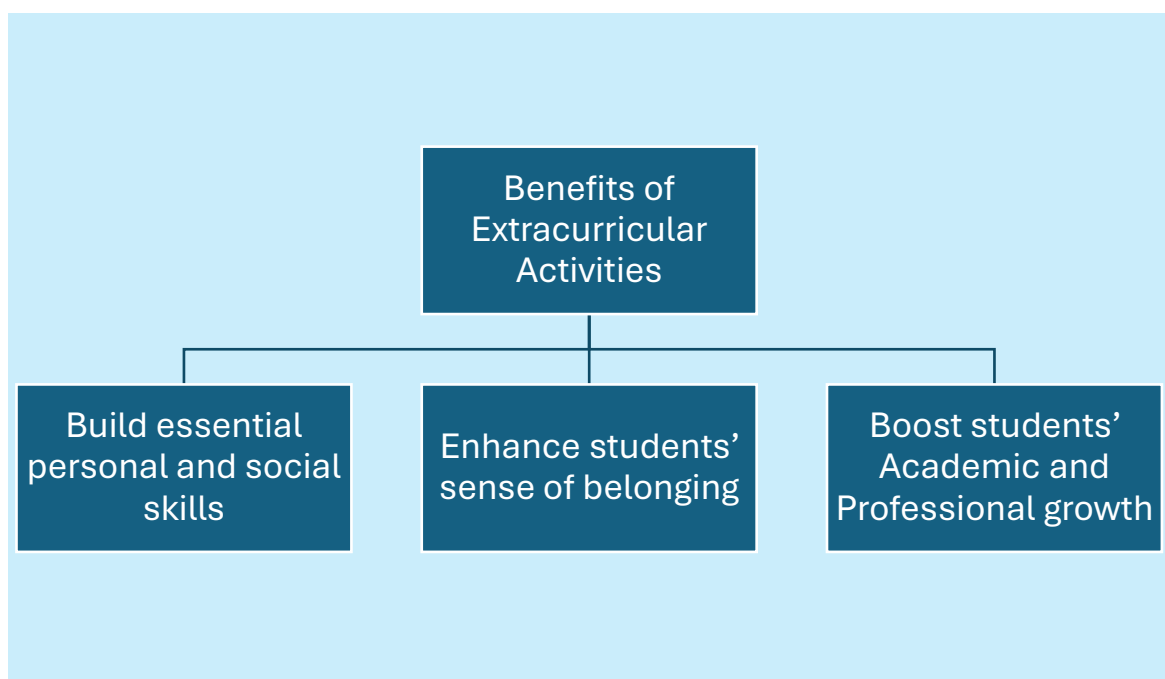 Benefits of
Extracurricular
Activities
Build essential
personal and social
skills
Enhance students’
sense of belonging
Boost students’
Academic and
Professional growth